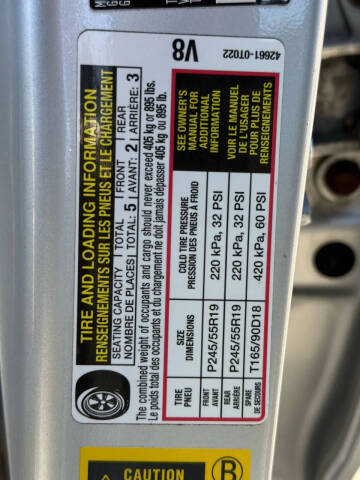 42661-0T022
V8
TIRE AND LOADING INFORMATION
RENSEIGNEMENTS SUR LES PNEUS ET LE CHARGEMENT
SEATING CAPACITY | TOTAL | FRONT | REAR
NOMBRE DE PLACES | TOTAL: 5 | AVANT: 2 | ARRIÈRE: 3
The combined weight of occupants and cargo should never exceed 405 kg or 895 lbs.
Le poids total des occupants et du chargement ne doit jamais dépasser 405 kg ou 895 lb.
TIRE SIZE COLD TIRE PRESSURE
PNEU DIMENSIONS PRESSION DES PNEUS À FROID
FRONT
AVANT P245/55R19 220 kPa, 32 PSI
REAR
ARRIÈRE P245/55R19 220 kPa, 32 PSI
SPARE
DE SECOURS T165/90D18 420 kPa, 60 PSI
SEE OWNER'S
MANUAL FOR
ADDITIONAL
INFORMATION
VOIR LE MANUEL
DE L'USAGER
POUR PLUS DE
RENSEIGNEMENTS
CAUTION
B